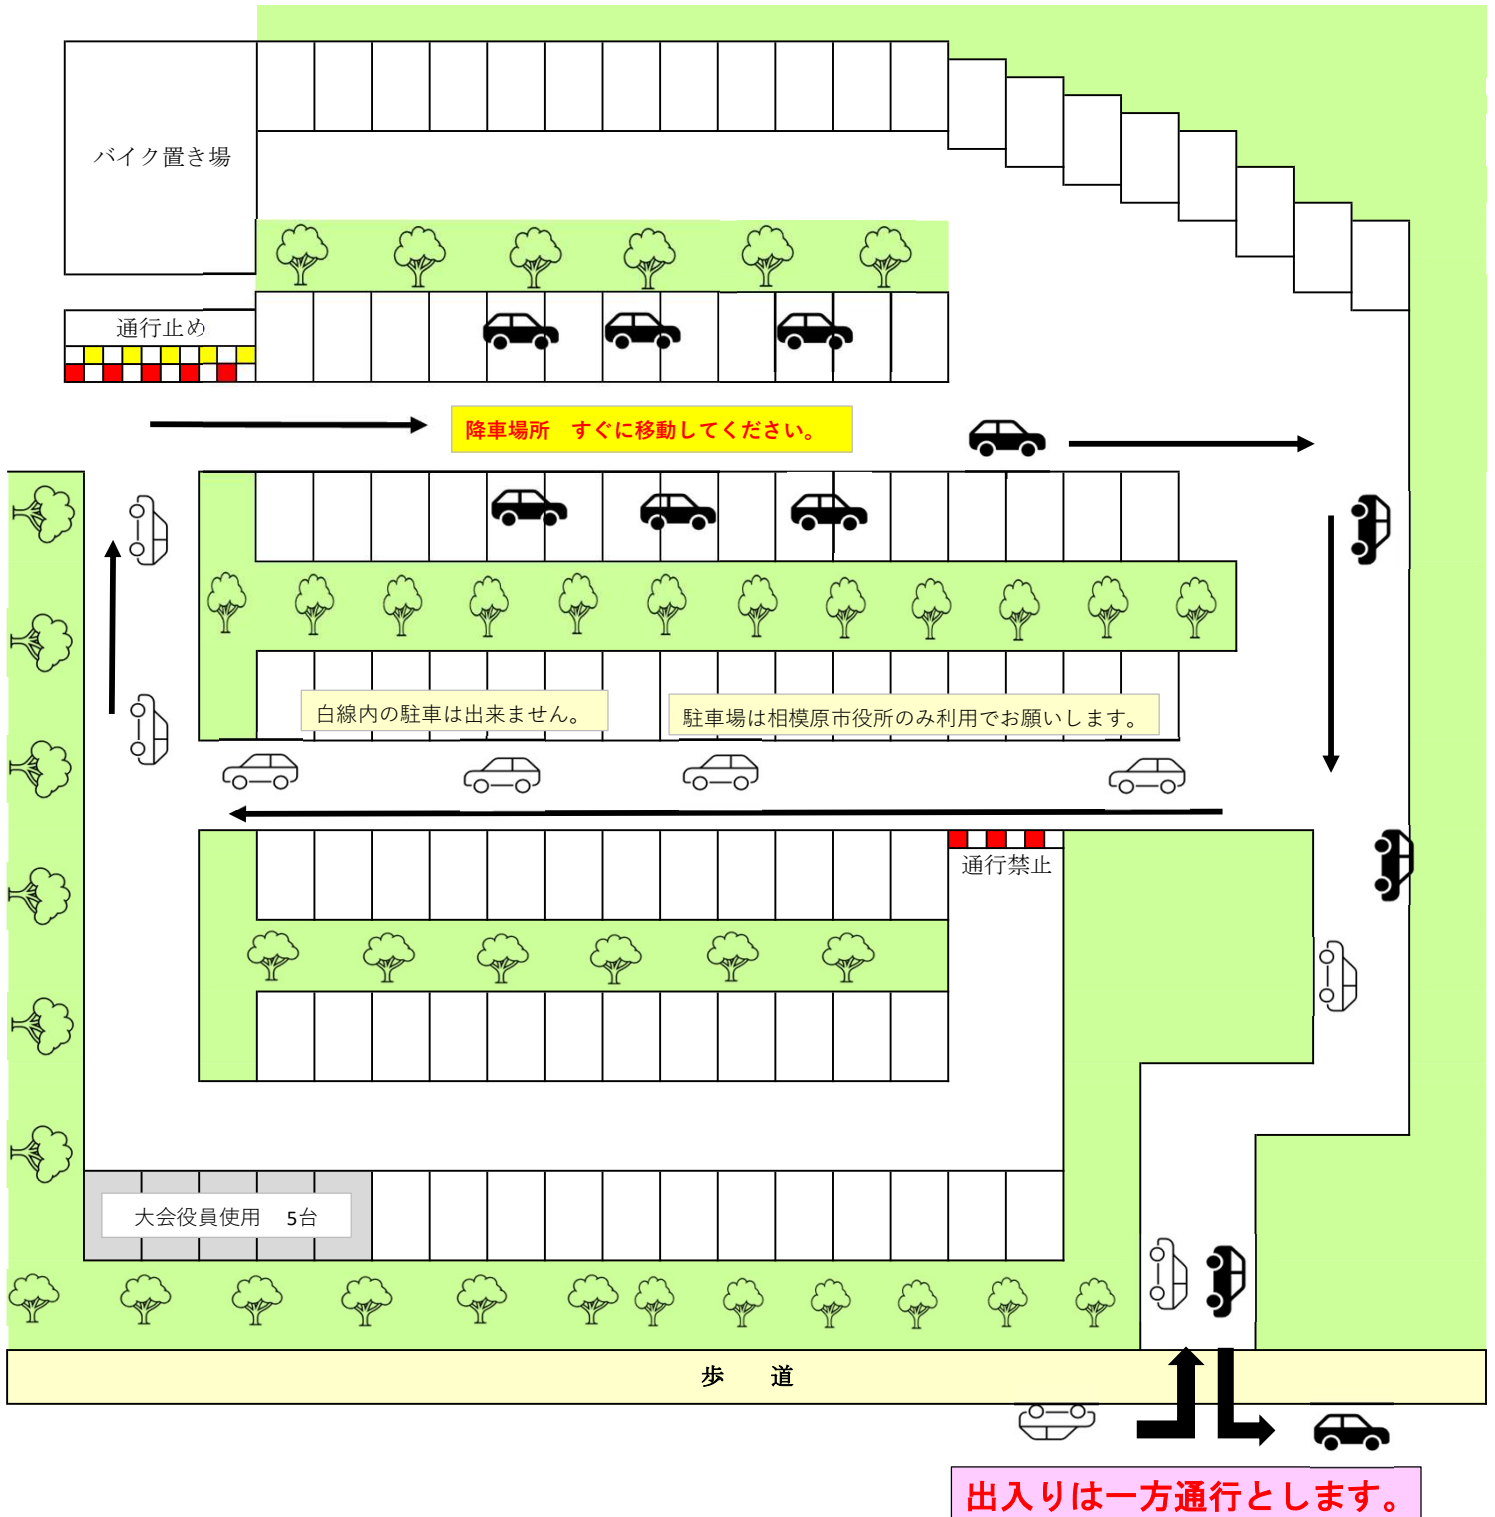 バイク置き場
通行止め
降車場所　すぐに移動してください。
白線内の駐車は出来ません。
駐車場は相模原市役所のみ利用でお願いします。
通行禁止
大会役員使用　5台
歩　道
出入りは一方通行とします。